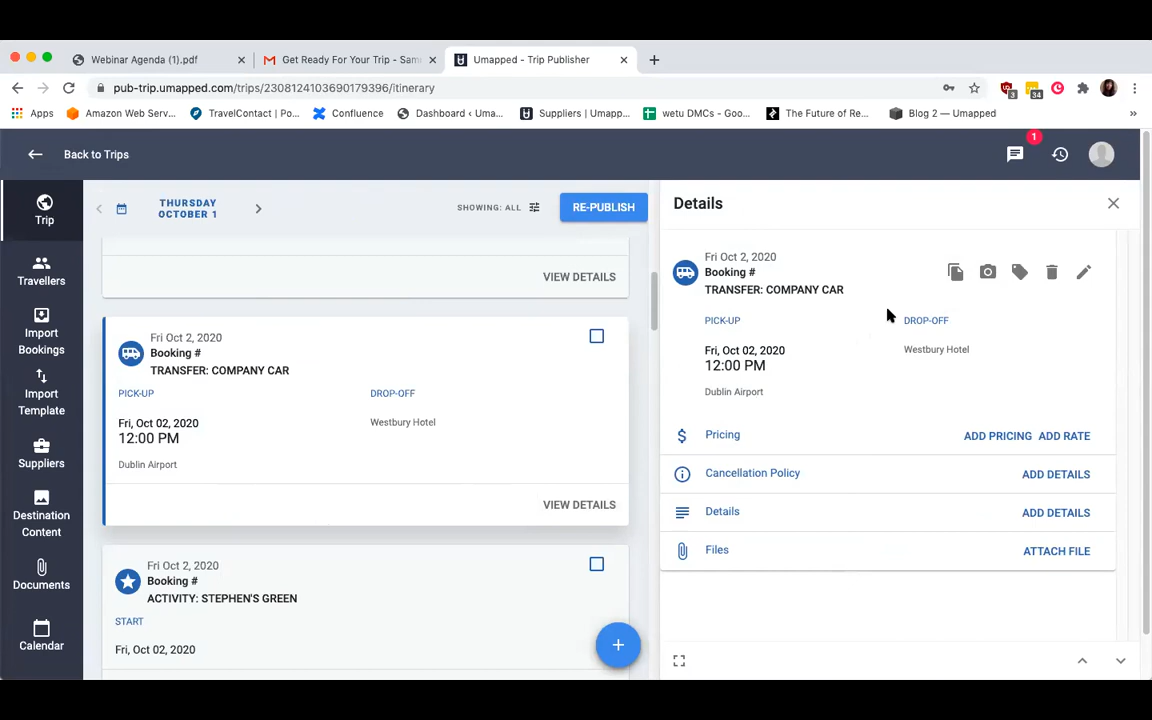 Webinar Agenda (1).pdf
Get Ready For Your Trip - Sam
Umapped - Trip Publisher
pub-trip.umapped.com/trips/2308124103690179396/itinerary
3
34
Apps
Amazon Web Serv...
TravelContact | Po...
Confluence
Dashboard ‹ Uma...
Suppliers | Umapp...
wetu DMCs - Goo...
The Future of Re...
Blog 2 — Umapped
»
Back to Trips
1
Trip
Travellers
Import
Bookings
Import
Template
Suppliers
Destination
Content
Documents
Calendar
THURSDAY
OCTOBER 1
SHOWING: ALL
RE-PUBLISH
VIEW DETAILS
Fri Oct 2, 2020
Booking #
TRANSFER: COMPANY CAR
PICK-UP
DROP-OFF
Fri, Oct 02, 2020
Westbury Hotel
12:00 PM
Dublin Airport
VIEW DETAILS
Fri Oct 2, 2020
Booking #
ACTIVITY: STEPHEN'S GREEN
START
Fri, Oct 02, 2020
+
Details
Fri Oct 2, 2020
Booking #
TRANSFER: COMPANY CAR
PICK-UP
DROP-OFF
Fri, Oct 02, 2020
Westbury Hotel
12:00 PM
Dublin Airport
Pricing
ADD PRICING ADD RATE
Cancellation Policy
ADD DETAILS
Details
ADD DETAILS
Files
ATTACH FILE